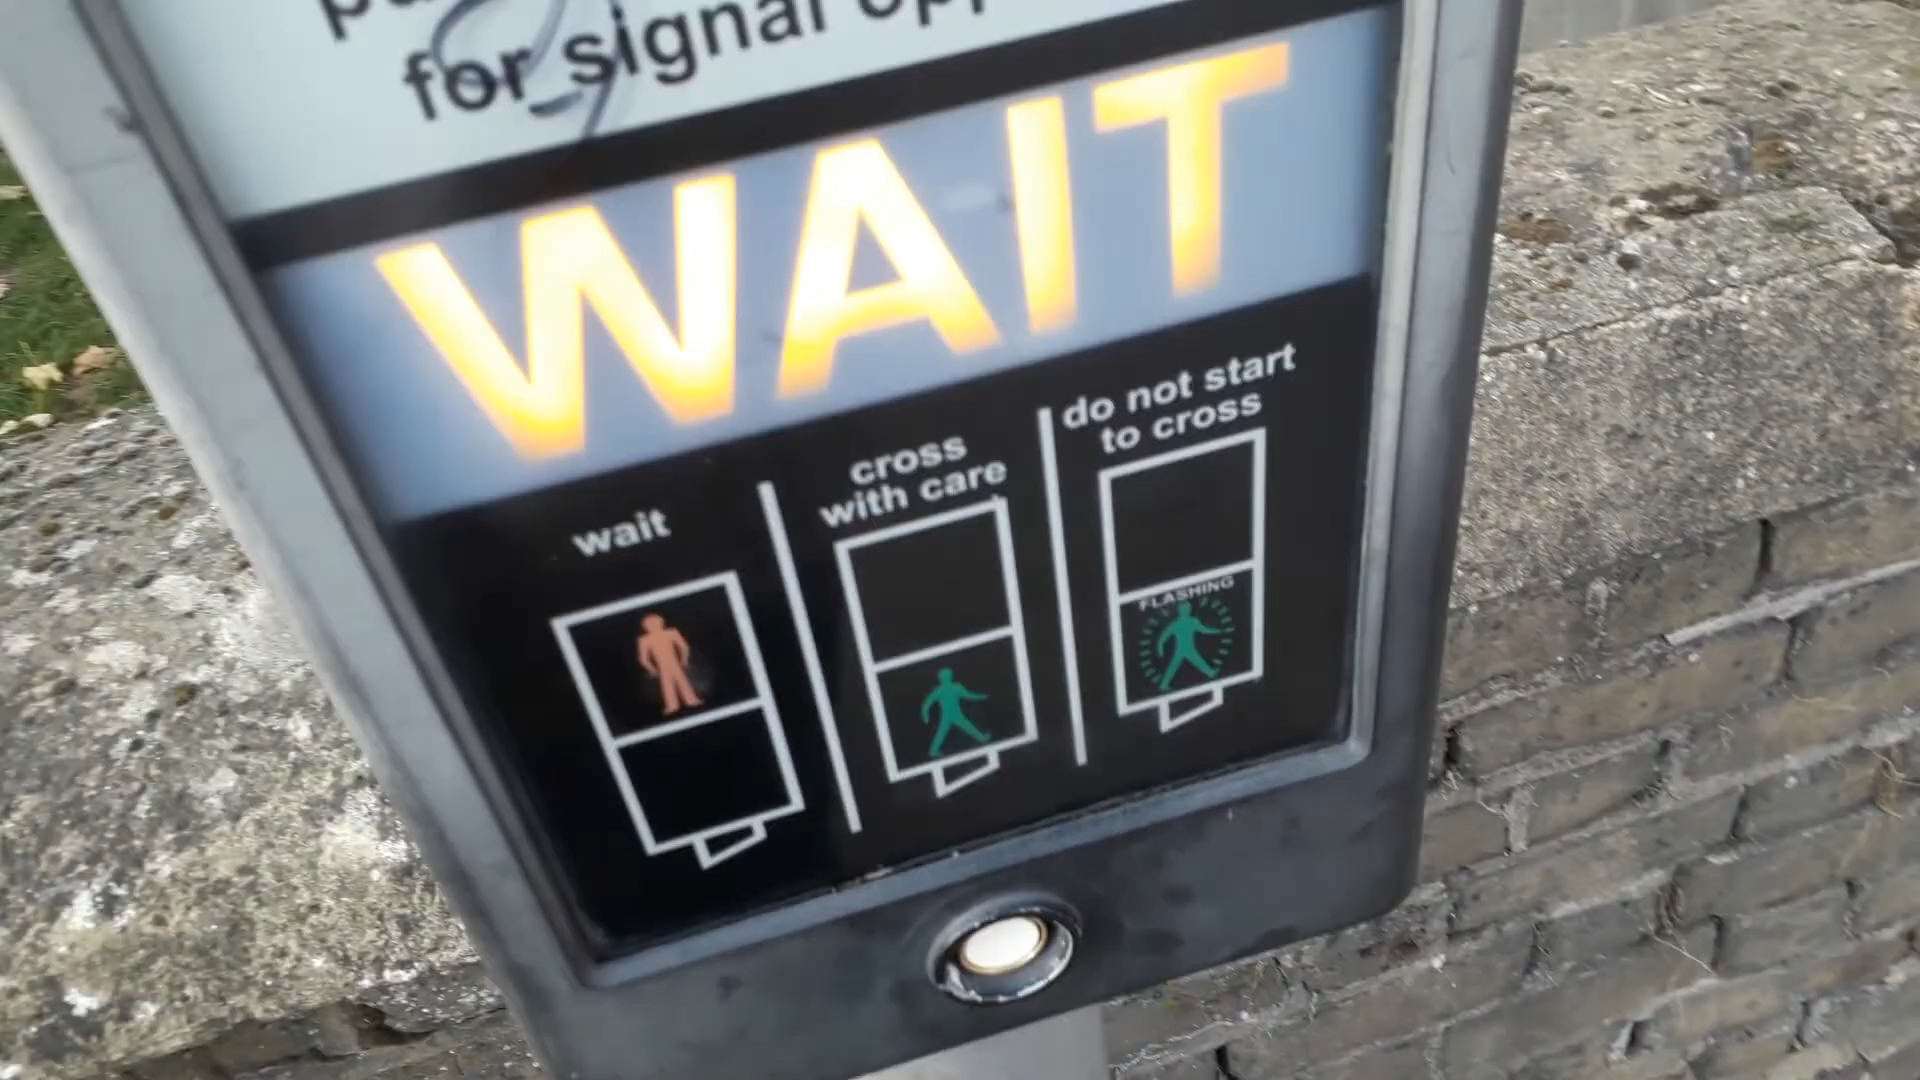 for signal
WAIT
wait
cross
with care
do not start
to cross
FLASHING